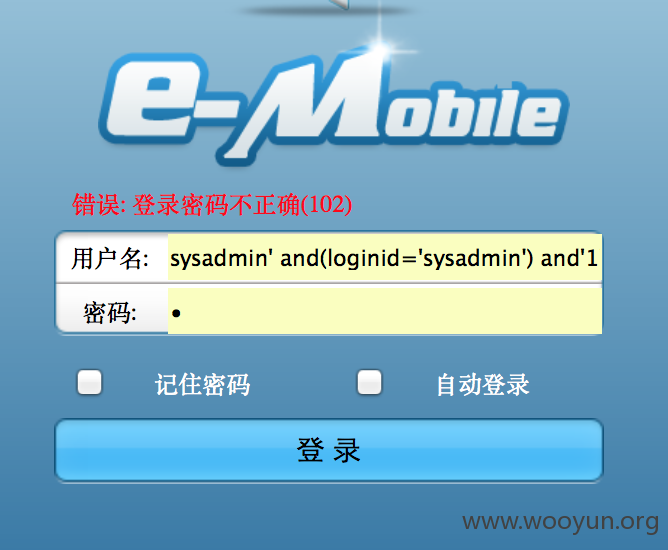 e-Mobile
错误: 登录密码不正确(102)
用户名: sysadmin' and(loginid='sysadmin') and'1
密码: •
记住密码 自动登录
登 录
www.wooyun.org